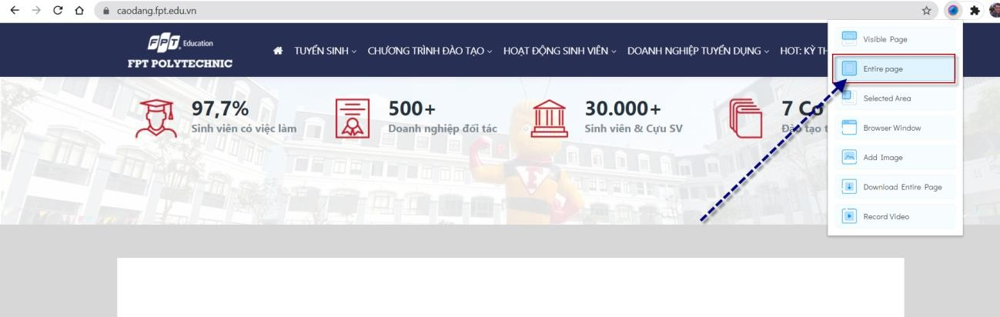 caodang.fpt.edu.vn
FPT Education
FPT POLYTECHNIC
TUYỂN SINH
CHƯƠNG TRÌNH ĐÀO TẠO
HOẠT ĐỘNG SINH VIÊN
DOANH NGHIỆP TUYỂN DỤNG
HOT: KỲ TH
97,7%
Sinh viên có việc làm
500+
Doanh nghiệp đối tác
30.000+
Sinh viên & Cựu SV
7 Cơ
Đào tạo t
Visible Page
Entire page
Selected Area
Browser Window
Add Image
Download Entire Page
Record Video